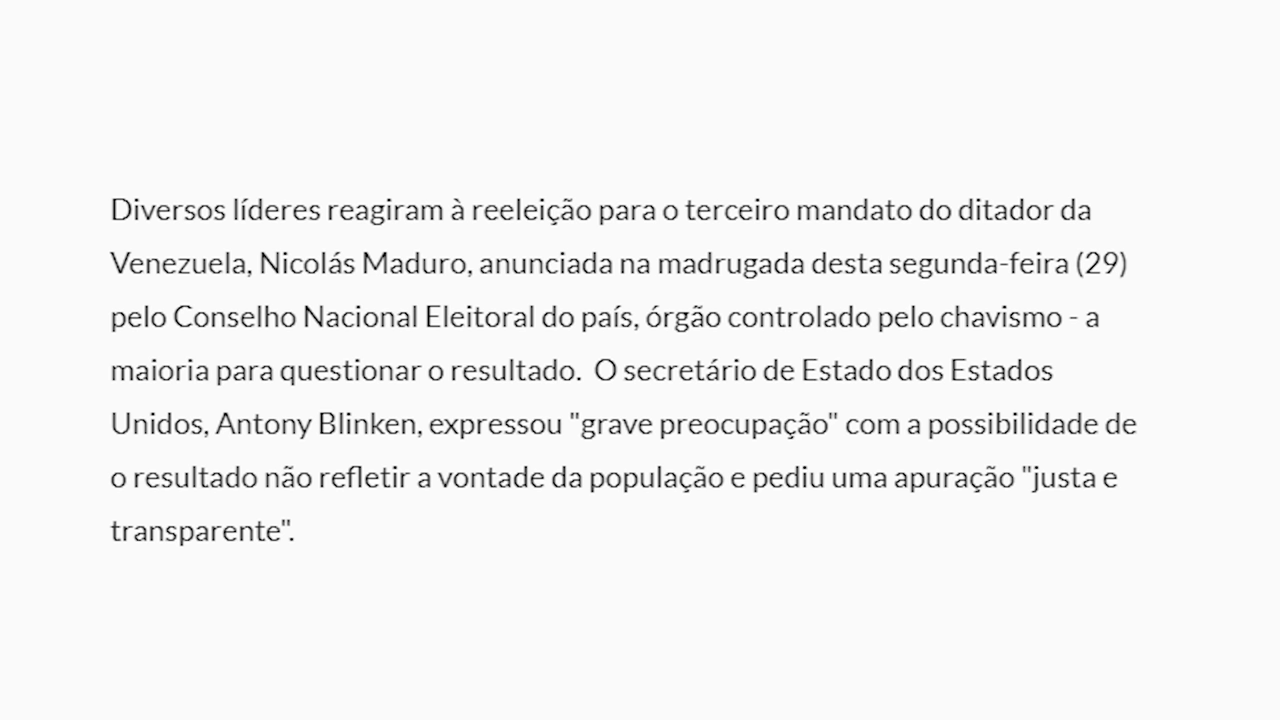 Diversos líderes reagiram à reeleição para o terceiro mandato do ditador da
Venezuela, Nicolás Maduro, anunciada na madrugada desta segunda-feira (29)
pelo Conselho Nacional Eleitoral do país, órgão controlado pelo chavismo - a
maioria para questionar o resultado.  O secretário de Estado dos Estados
Unidos, Antony Blinken, expressou "grave preocupação" com a possibilidade de
o resultado não refletir a vontade da população e pediu uma apuração "justa e
transparente".